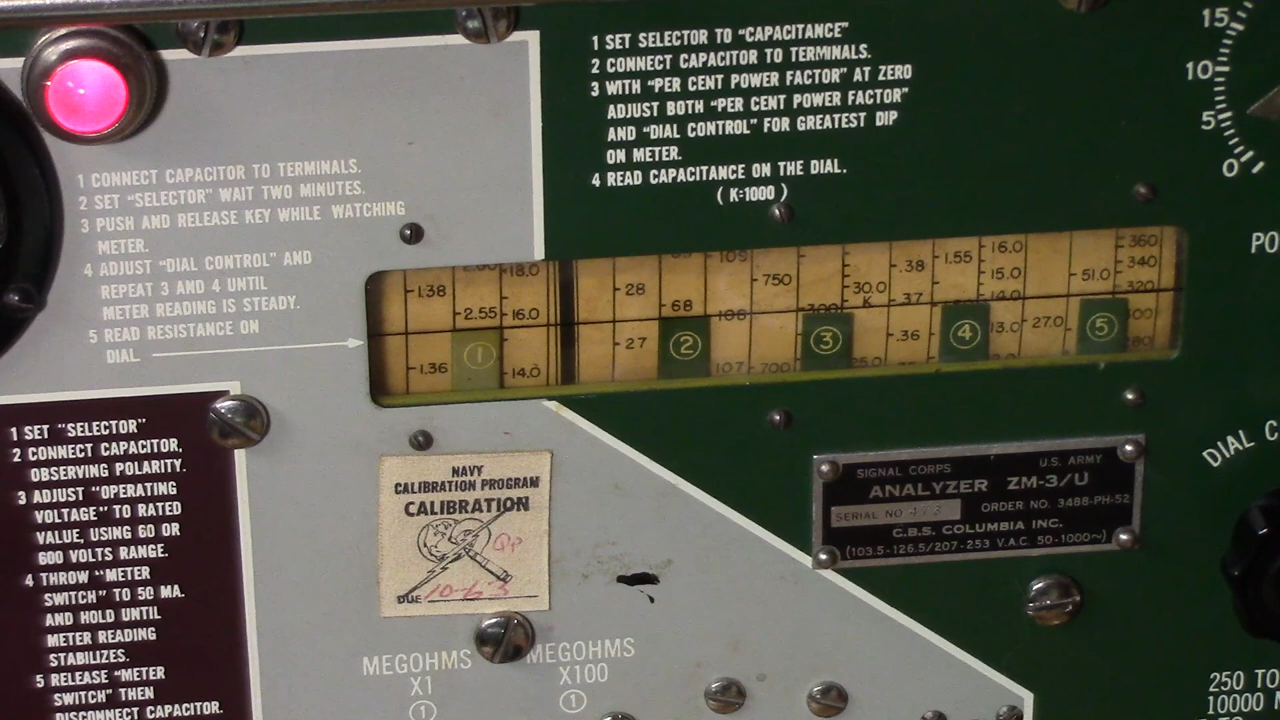 1 SET SELECTOR TO "CAPACITANCE"
2 CONNECT CAPACITOR TO TERMINALS.
3 WITH "PER CENT POWER FACTOR" AT ZERO
ADJUST BOTH "PER CENT POWER FACTOR"
AND "DIAL CONTROL" FOR GREATEST DIP
ON METER.
4 READ CAPACITANCE ON THE DIAL.
(K=1000)
15
10
5
0
1 CONNECT CAPACITOR TO TERMINALS.
2 SET "SELECTOR" WAIT TWO MINUTES.
3 PUSH AND RELEASE KEY WHILE WATCHING
METER.
4 ADJUST "DIAL CONTROL" AND
REPEAT 3 AND 4 UNTIL
METER READING IS STEADY.
5 READ RESISTANCE ON
DIAL
1.38 18.0 28 109 750 30.0 .38 1.55 16.0 51.0 360
2.55 16.0 68 K .37 15.0 340
320
1.36 14.0 27 107 700 .36 13.0 27.0
① ② ③ ④ ⑤
PO
DIAL C
1 SET "SELECTOR"
2 CONNECT CAPACITOR,
OBSERVING POLARITY.
3 ADJUST "OPERATING
VOLTAGE" TO RATED
VALUE, USING 60 OR
600 VOLTS RANGE.
4 THROW "METER
SWITCH" TO 50 MA.
AND HOLD UNTIL
METER READING
STABILIZES.
5 RELEASE "METER
SWITCH" THEN
DISCONNECT CAPACITOR.
NAVY
CALIBRATION PROGRAM
CALIBRATION
DUE 10-63
SIGNAL CORPS U.S. ARMY
ANALYZER ZM-3/U
SERIAL NO 473 ORDER NO. 3488-PH-52
C.B.S. COLUMBIA INC.
(103.5-126.5/207-253 V.A.C. 50-1000~)
MEGOHMS
X1
①
MEGOHMS
X100
①
250 TO
10000